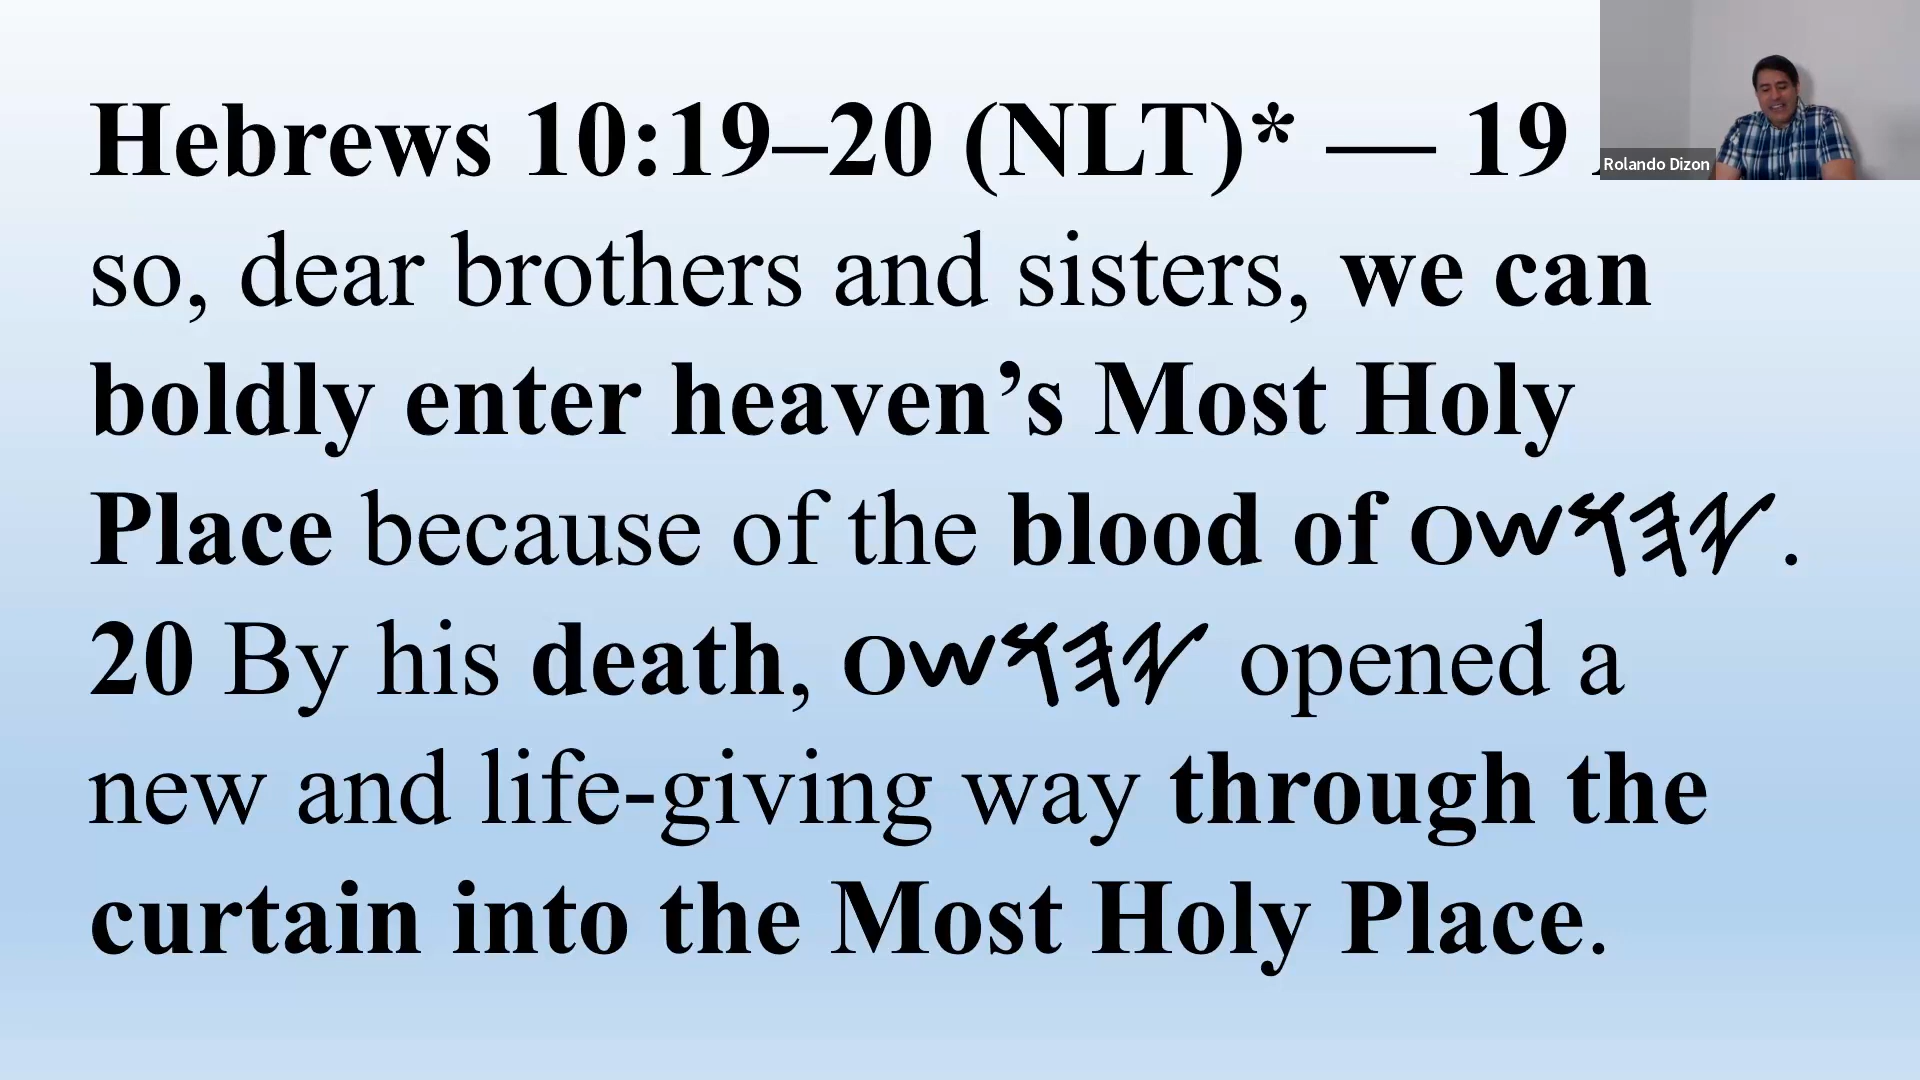 Hebrews 10:19–20 (NLT)* — 19
Rolando Dizon
so, dear brothers and sisters, we can
boldly enter heaven’s Most Holy
Place because of the blood of 𐤉𐤄𐤅𐤔𐤏.
20 By his death, 𐤉𐤄𐤅𐤔𐤏 opened a
new and life-giving way through the
curtain into the Most Holy Place.